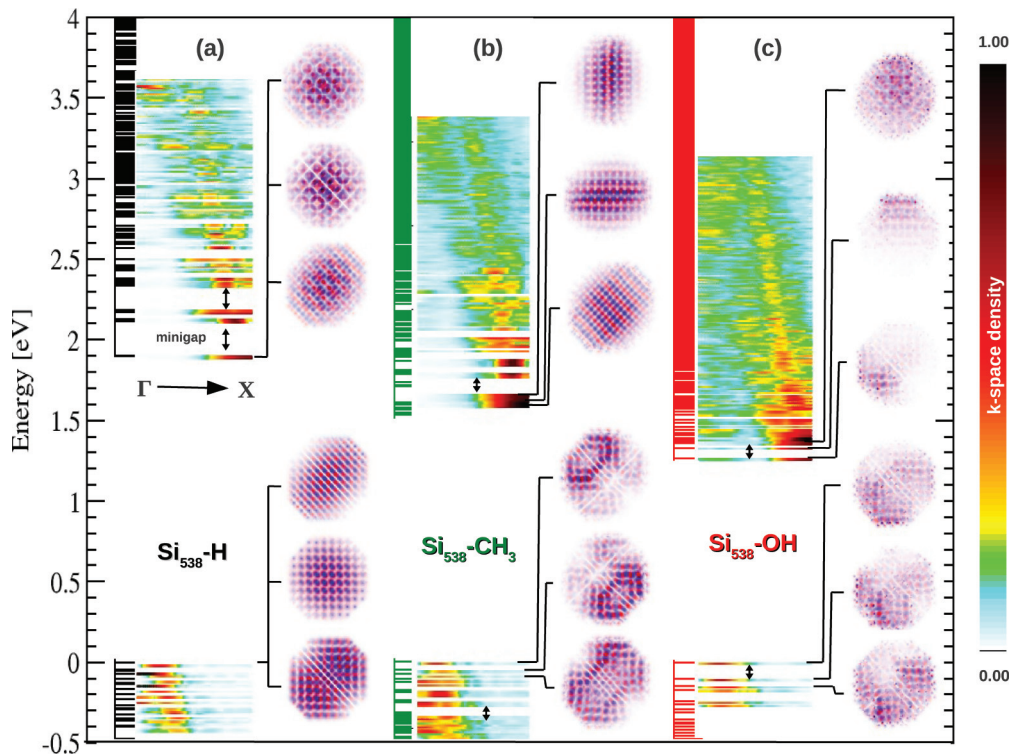 4
3.5
3
2.5
2
1.5
1
0.5
0
-0.5
Energy [eV]
(a)
(b)
(c)
minigap
Γ X
Si538-H
Si538-CH3
Si538-OH
1.00
k-space density
0.00